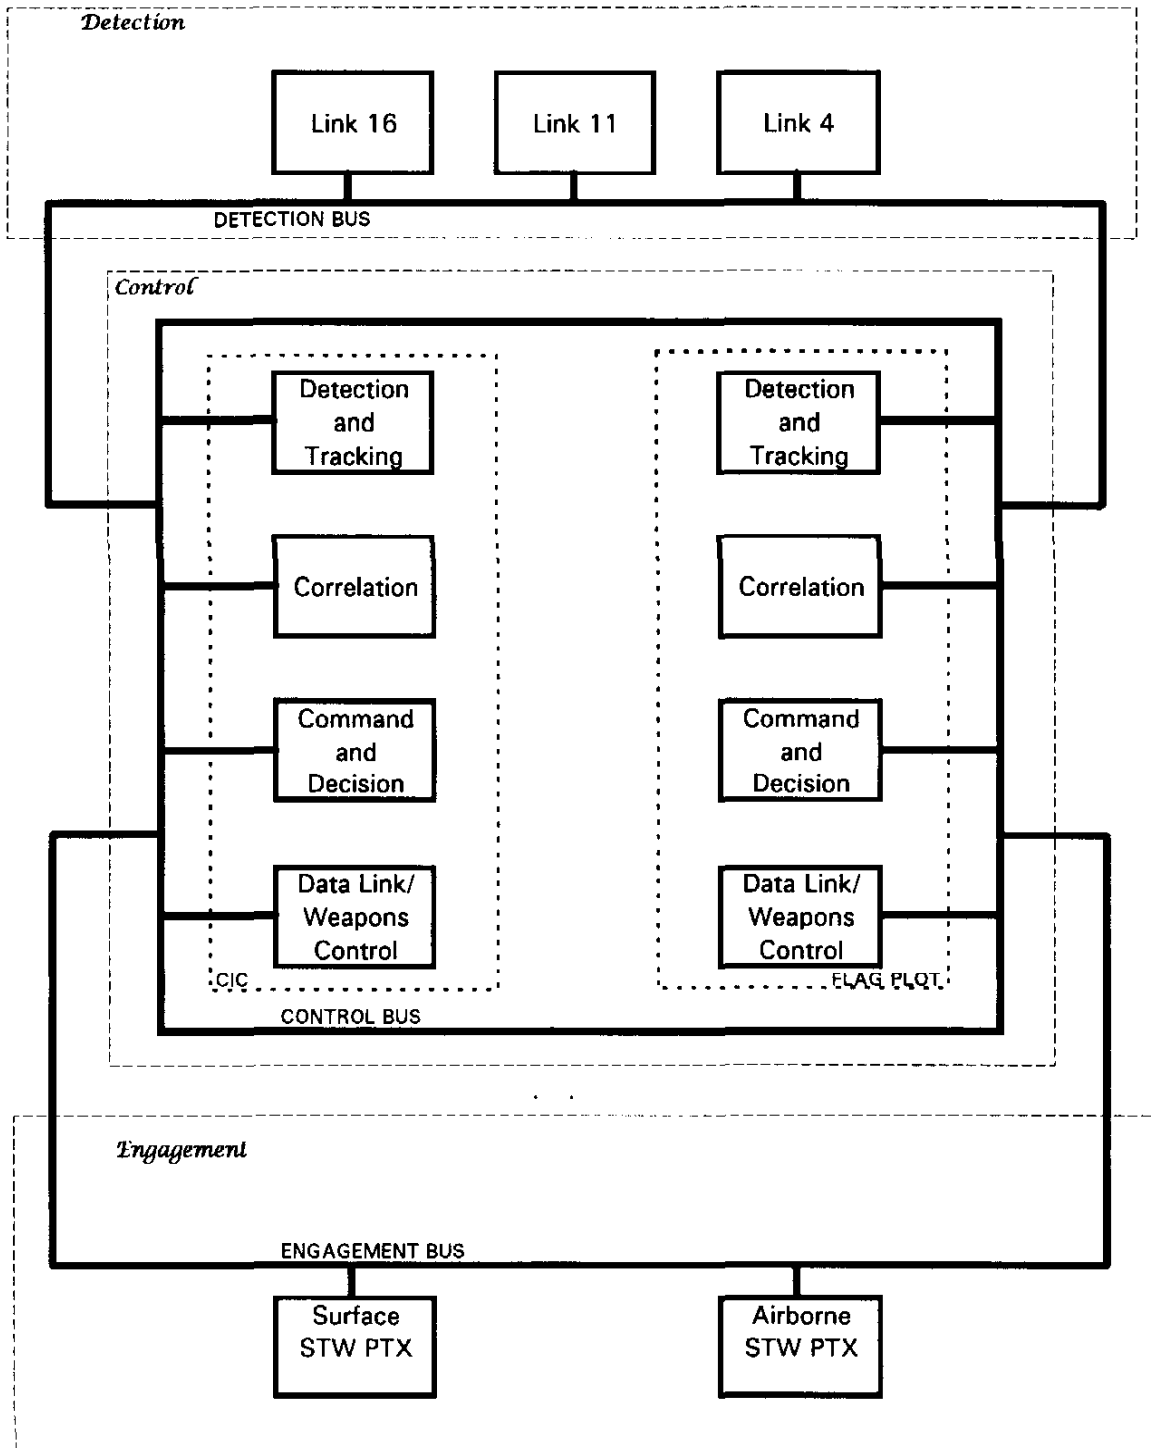 Detection
Link 16
Link 11
Link 4
DETECTION BUS
Control
Detection
and
Tracking
Correlation
Command
and
Decision
Data Link/
Weapons
Control
CIC
Detection
and
Tracking
Correlation
Command
and
Decision
Data Link/
Weapons
Control
FLAG PLOT
CONTROL BUS
Engagement
ENGAGEMENT BUS
Surface
STW PTX
Airborne
STW PTX